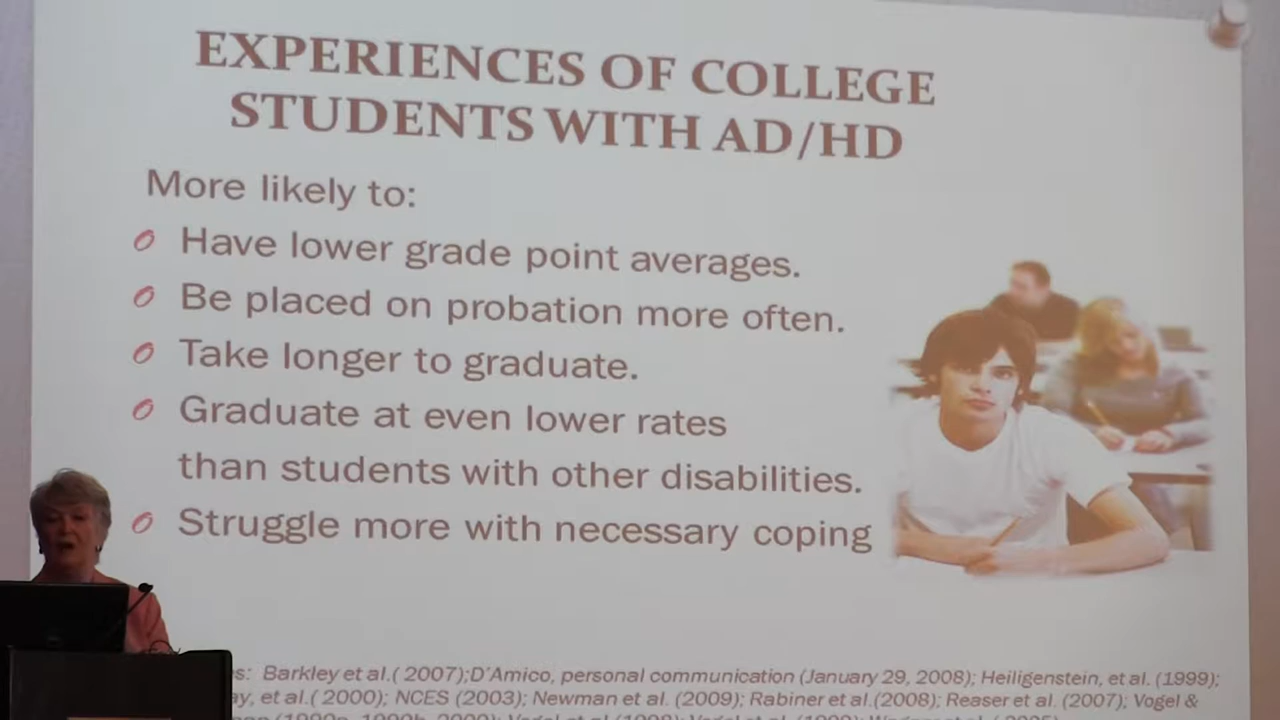 EXPERIENCES OF COLLEGE
STUDENTS WITH AD/HD
More likely to:
Have lower grade point averages.
Be placed on probation more often.
Take longer to graduate.
Graduate at even lower rates
than students with other disabilities.
Struggle more with necessary coping
s: Barkley et al.( 2007);D'Amico, personal communication (January 29, 2008); Heiligenstein, et al. (1999);
ay, et al.( 2000); NCES (2003); Newman et al. (2009); Rabiner et al.(2008); Reaser et al. (2007); Vogel &